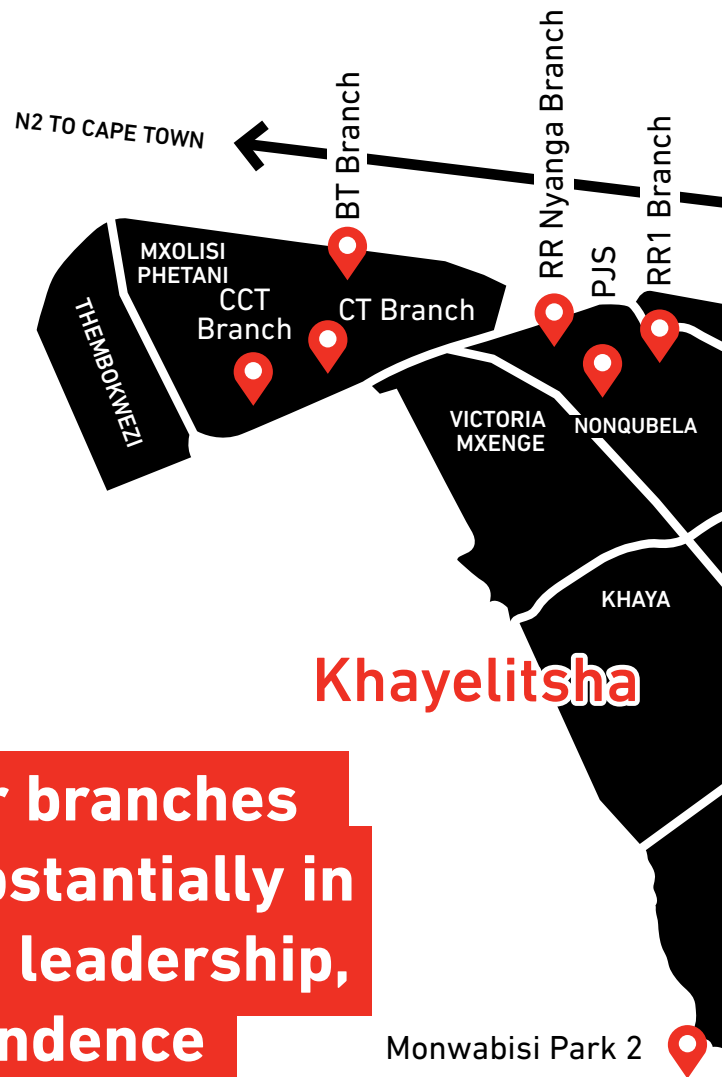 N2 TO CAPE TOWN
BT Branch
RR Nyanga Branch
PJS
RR1 Branch
MXOLISI
PHETANI
CCT
Branch
CT Branch
THEMBOKWEZI
VICTORIA
MXENGE
NONQUBELA
KHAYA
Khayelitsha
r branches
stantially in
leadership,
ndence
Monwabisi Park 2